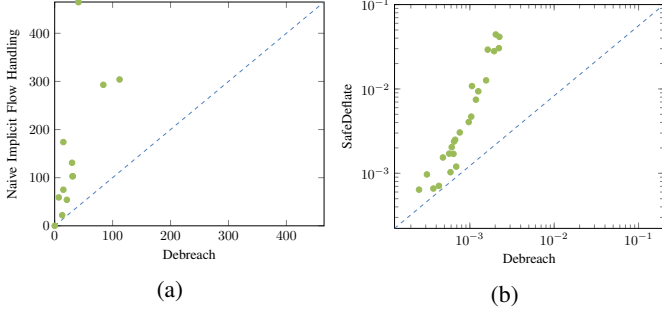 Naive Implicit Flow Handling
400
300
200
100
0
0 100 200 300 400
Debreach
(a)
SafeDeflate
10⁻¹
10⁻²
10⁻³
10⁻³ 10⁻² 10⁻¹
Debreach
(b)